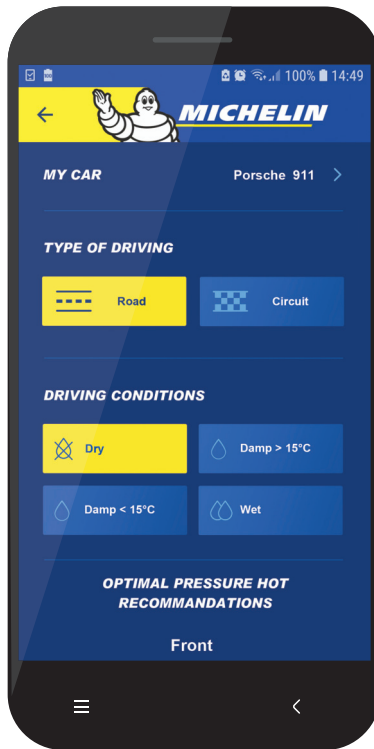 100% 14:49
MICHELIN
MY CAR Porsche 911
TYPE OF DRIVING
Road Circuit
DRIVING CONDITIONS
Dry Damp > 15°C
Damp < 15°C Wet
OPTIMAL PRESSURE HOT
RECOMMANDATIONS
Front